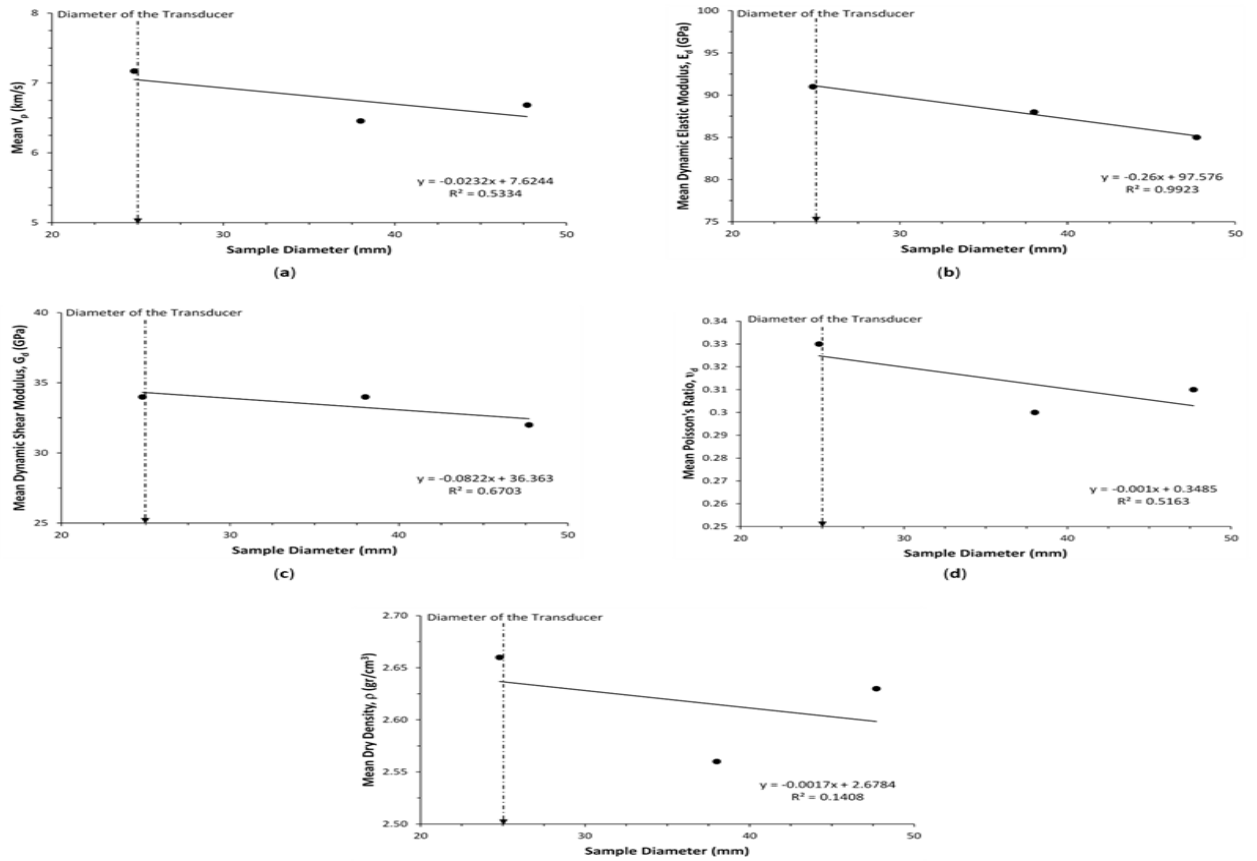 Diameter of the Transducer
8
7
6
5
Mean Vp (km/s)
y = -0.0232x + 7.6244
R² = 0.5334
20 30 40 50
Sample Diameter (mm)
(a)
Diameter of the Transducer
100
95
90
85
80
75
Mean Dynamic Elastic Modulus, Ed (GPa)
y = -0.26x + 97.576
R² = 0.9923
20 30 40 50
Sample Diameter (mm)
(b)
Diameter of the Transducer
40
35
30
25
Mean Dynamic Shear Modulus, Gd (GPa)
y = -0.0822x + 36.363
R² = 0.6703
20 30 40 50
Sample Diameter (mm)
(c)
Diameter of the Transducer
0.34
0.33
0.32
0.31
0.3
0.29
0.28
0.27
0.26
0.25
Mean Poisson's Ratio, υd
y = -0.001x + 0.3485
R² = 0.5163
20 30 40 50
Sample Diameter (mm)
(d)
Diameter of the Transducer
2.70
2.65
2.60
2.55
2.50
Mean Dry Density, ρ (gr/cm³)
y = -0.0017x + 2.6784
R² = 0.1408
20 30 40 50
Sample Diameter (mm)